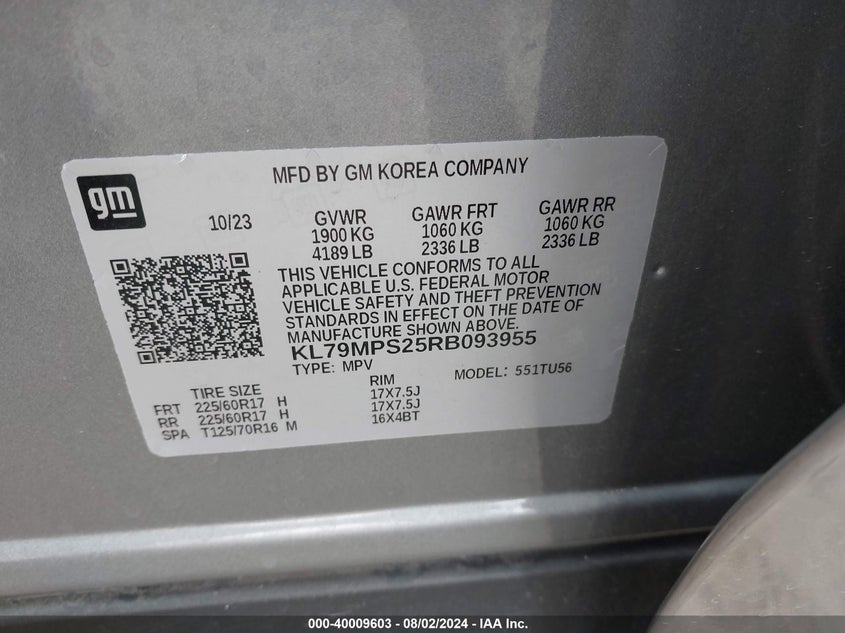 MFD BY GM KOREA COMPANY
gm
10/23
GVWR
1900 KG
4189 LB
GAWR FRT
1060 KG
2336 LB
GAWR RR
1060 KG
2336 LB
THIS VEHICLE CONFORMS TO ALL
APPLICABLE U.S. FEDERAL MOTOR
VEHICLE SAFETY AND THEFT PREVENTION
STANDARDS IN EFFECT ON THE DATE OF
MANUFACTURE SHOWN ABOVE.
KL79MPS25RB093955
TYPE: MPV
MODEL: 551TU56
TIRE SIZE RIM
FRT 225/60R17 H 17X7.5J
RR 225/60R17 H 17X7.5J
SPA T125/70R16 M 16X4BT
000-40009603 - 08/02/2024 - IAA Inc.